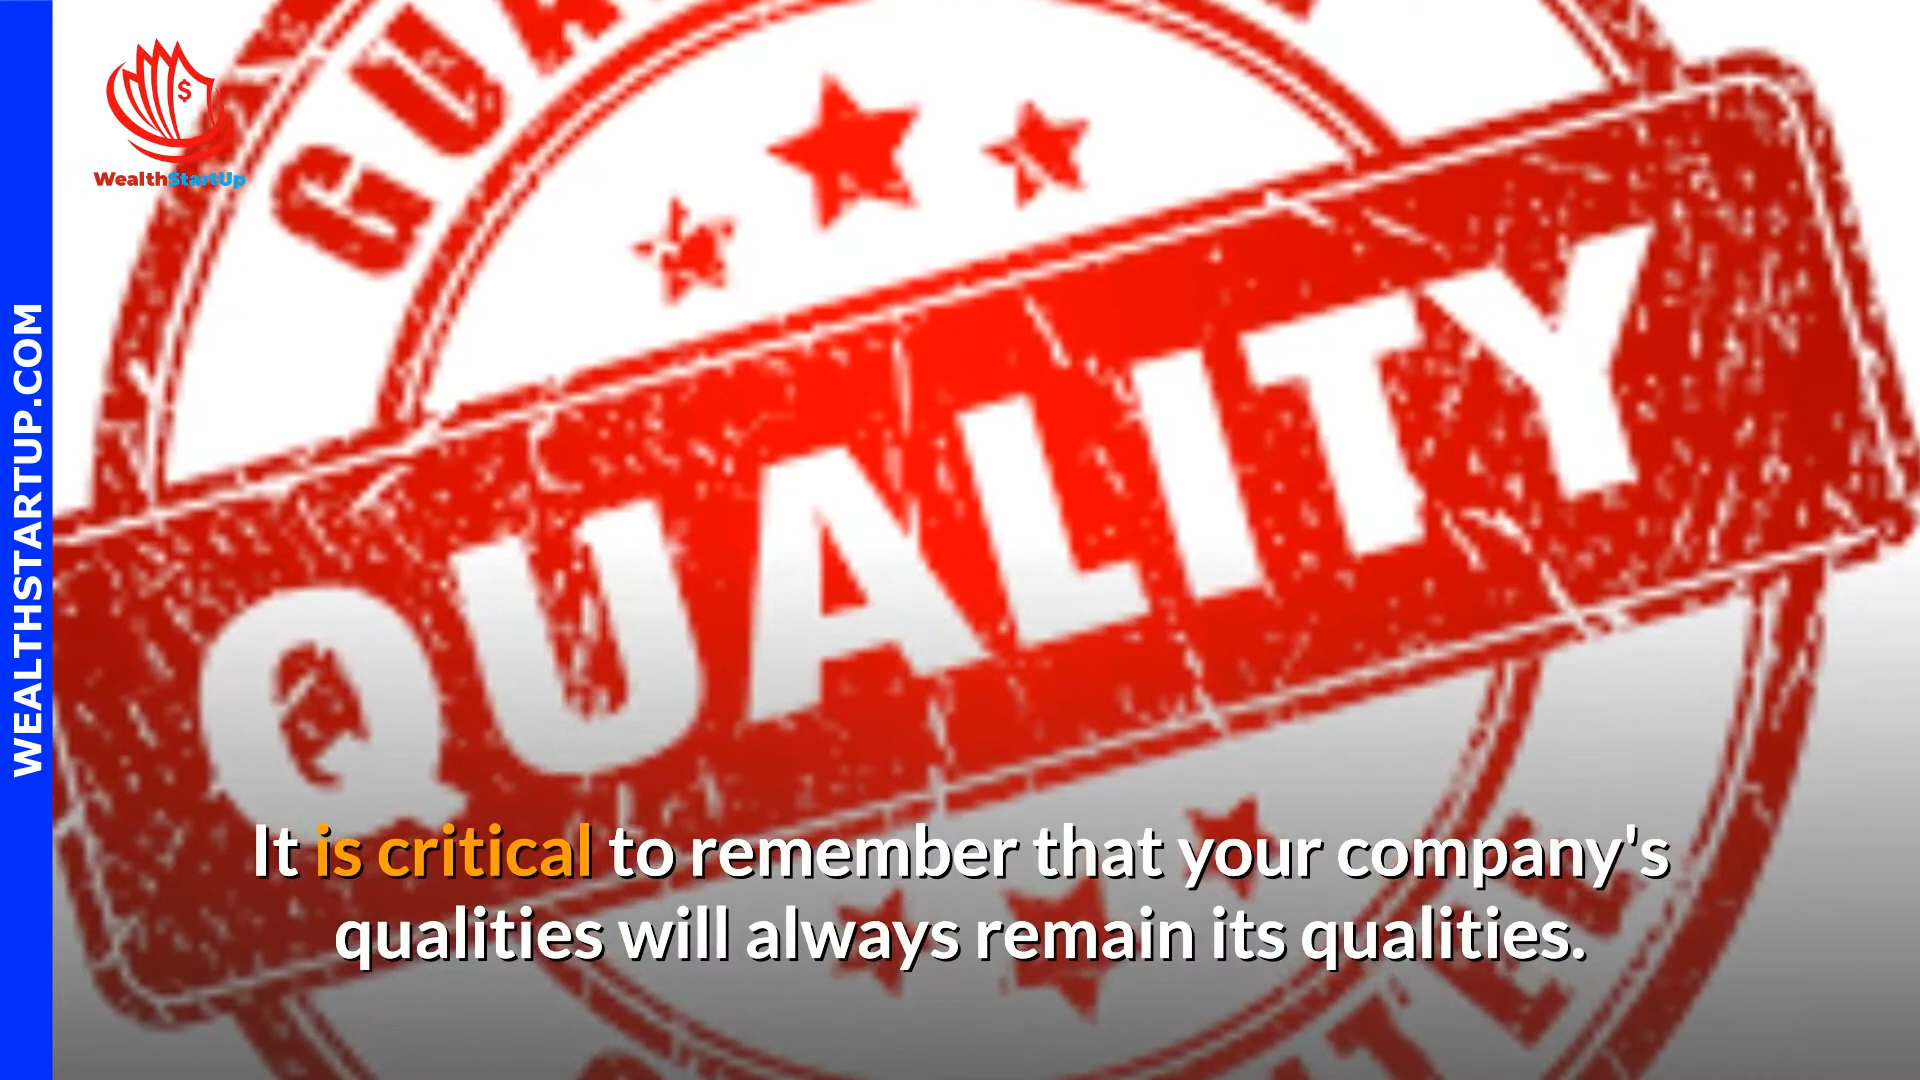 WealthStartUp
WEALTHSTARTUP.COM
QUALITY
It is critical to remember that your company's
qualities will always remain its qualities.